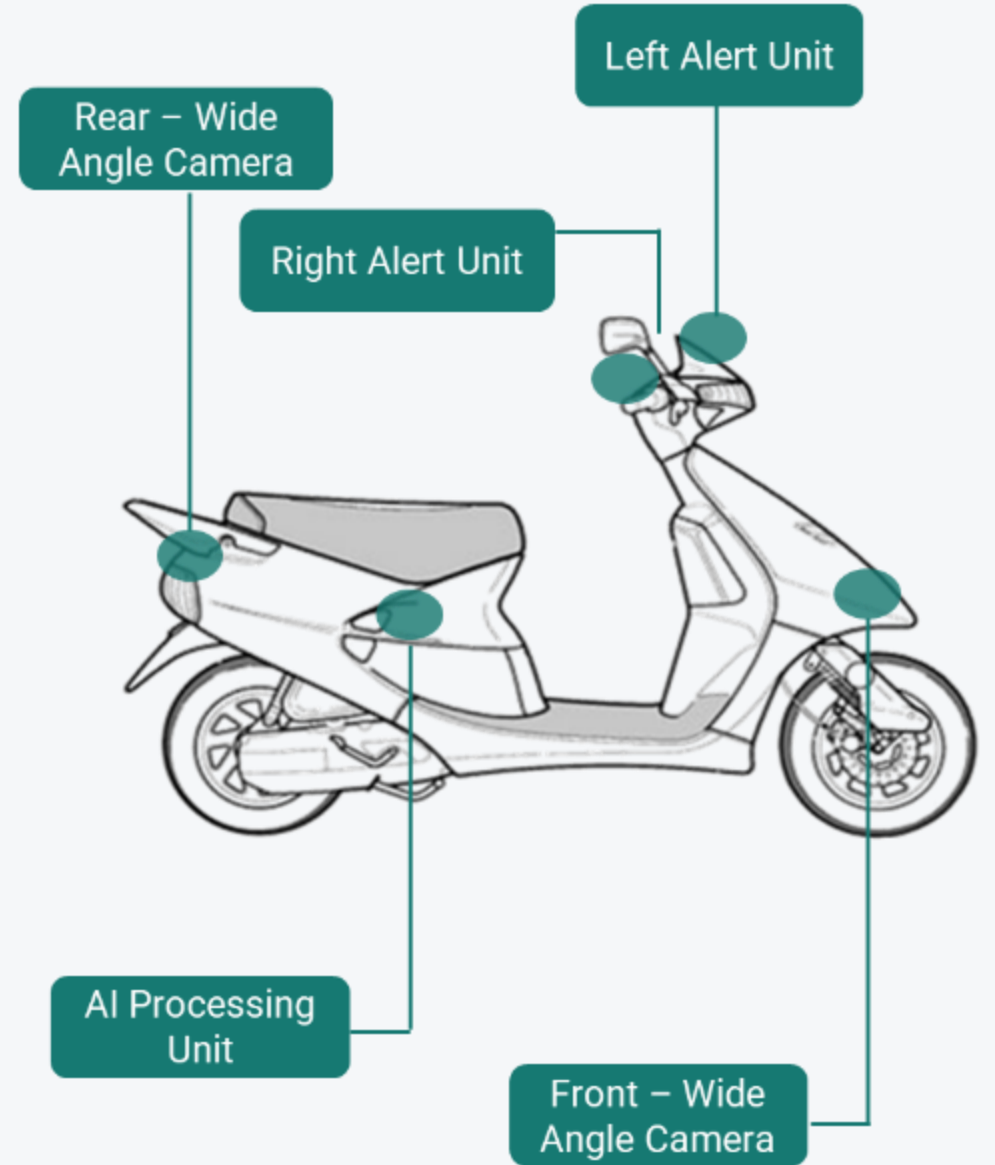 Left Alert Unit
Rear – Wide
Angle Camera
Right Alert Unit
AI Processing
Unit
Front – Wide
Angle Camera